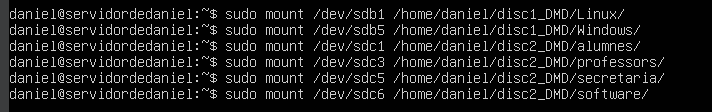 daniel@servidordedaniel:~$ sudo mount /dev/sdb1 /home/daniel/disc1_DMD/Linux/
daniel@servidordedaniel:~$ sudo mount /dev/sdb5 /home/daniel/disc1_DMD/Windows/
daniel@servidordedaniel:~$ sudo mount /dev/sdc1 /home/daniel/disc2_DMD/alumnes/
daniel@servidordedaniel:~$ sudo mount /dev/sdc3 /home/daniel/disc2_DMD/professors/
daniel@servidordedaniel:~$ sudo mount /dev/sdc5 /home/daniel/disc2_DMD/secretaria/
daniel@servidordedaniel:~$ sudo mount /dev/sdc6 /home/daniel/disc2_DMD/software/